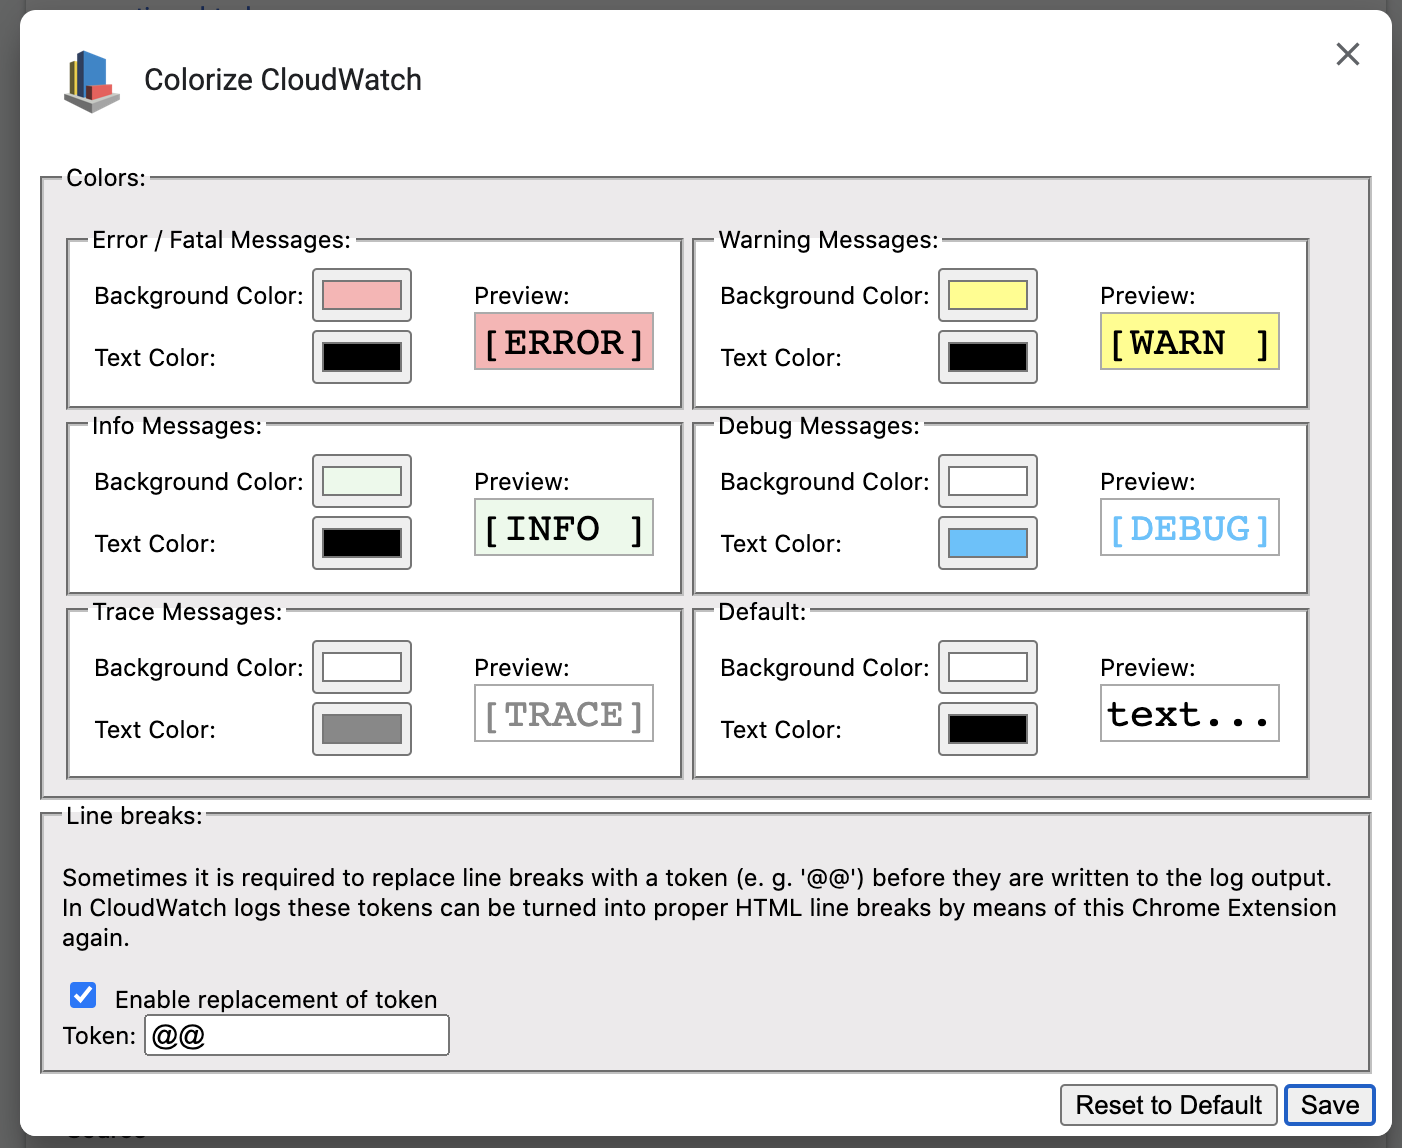 Colorize CloudWatch
Colors:
Error / Fatal Messages:
Background Color:
Preview:
[ERROR]
Text Color:
Warning Messages:
Background Color:
Preview:
[WARN ]
Text Color:
Info Messages:
Background Color:
Preview:
[INFO ]
Text Color:
Debug Messages:
Background Color:
Preview:
[DEBUG]
Text Color:
Trace Messages:
Background Color:
Preview:
[TRACE]
Text Color:
Default:
Background Color:
Preview:
text...
Text Color:
Line breaks:
Sometimes it is required to replace line breaks with a token (e. g. '@@') before they are written to the log output.
In CloudWatch logs these tokens can be turned into proper HTML line breaks by means of this Chrome Extension
again.
Enable replacement of token
Token: @@
Reset to Default
Save